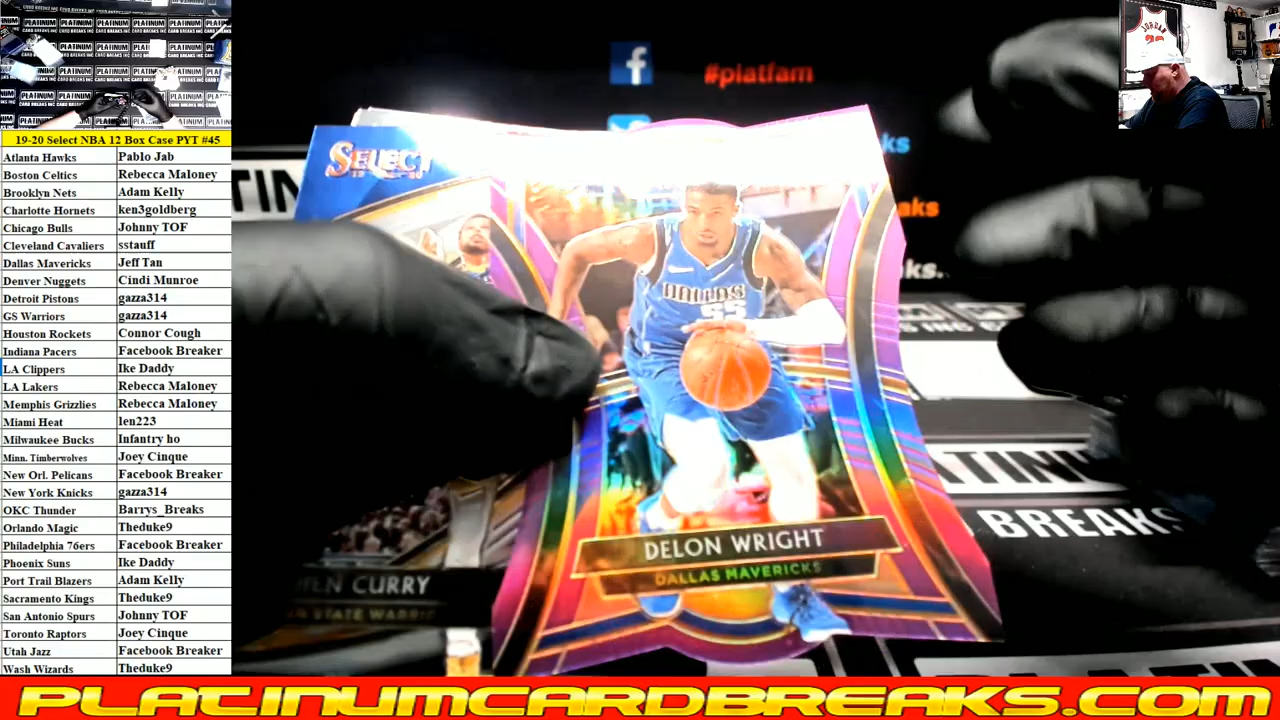 19-20 Select NBA 12 Box Case PYT #45
Atlanta Hawks Pablo Jab
Boston Celtics Rebecca Maloney
Brooklyn Nets Adam Kelly
Charlotte Hornets ken3goldberg
Chicago Bulls Johnny TOF
Cleveland Cavaliers sstauff
Dallas Mavericks Jeff Tan
Denver Nuggets Cindi Munroe
Detroit Pistons gazza314
GS Warriors gazza314
Houston Rockets Connor Cough
Indiana Pacers Facebook Breaker
LA Clippers Ike Daddy
LA Lakers Rebecca Maloney
Memphis Grizzlies Rebecca Maloney
Miami Heat len223
Milwaukee Bucks Infantry ho
Minn. Timberwolves Joey Cinque
New Orl. Pelicans Facebook Breaker
New York Knicks gazza314
OKC Thunder Barrys_Breaks
Orlando Magic Theduke9
Philadelphia 76ers Facebook Breaker
Phoenix Suns Ike Daddy
Port Trail Blazers Adam Kelly
Sacramento Kings Theduke9
San Antonio Spurs Johnny TOF
Toronto Raptors Joey Cinque
Utah Jazz Facebook Breaker
Wash Wizards Theduke9
f #platfam
SELECT
DALLAS
55
DELON WRIGHT
DALLAS MAVERICKS
CURRY
STATE
BREAKS
JORDAN
PLATINUMCARDBREAKS.COM